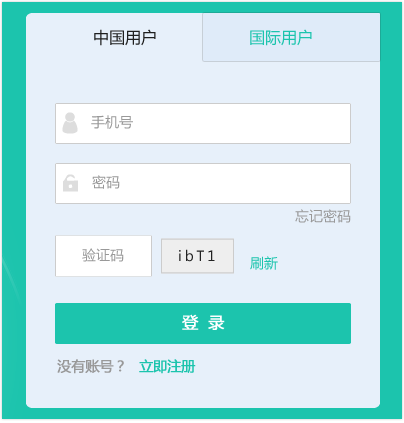 中国用户 国际用户
手机号
密码
忘记密码
验证码 ibT1 刷新
登 录
没有账号？ 立即注册